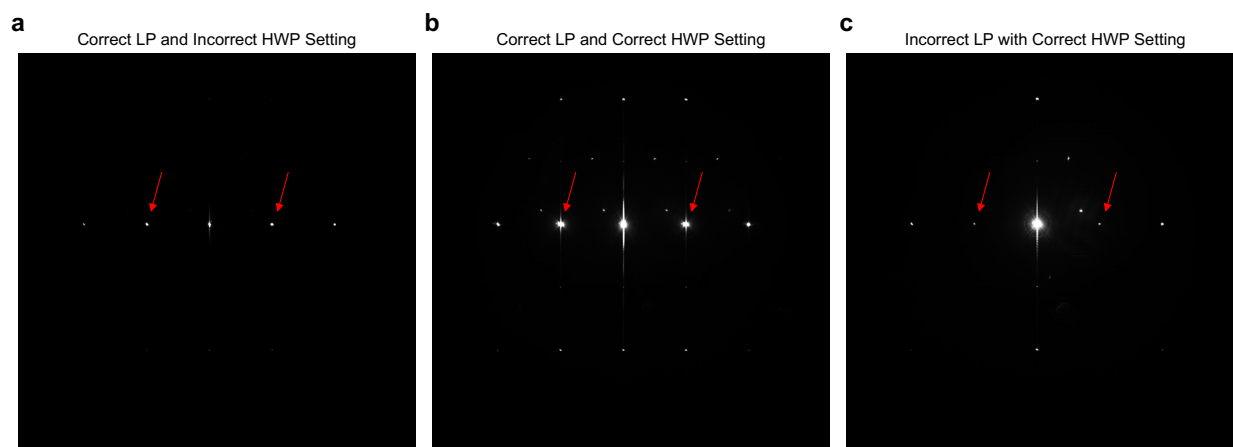 a
Correct LP and Incorrect HWP Setting
b
Correct LP and Correct HWP Setting
c
Incorrect LP with Correct HWP Setting